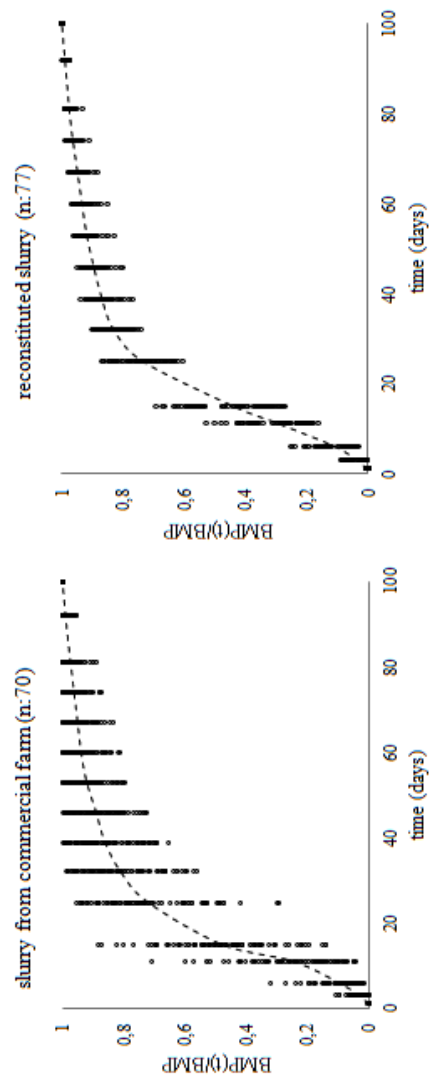 slurry from commercial farm (n:70)
BMP(t)/BMP
1
0,8
0,6
0,4
0,2
0
0 20 40 60 80 100
time (days)
reconstituted slurry (n:77)
BMP(t)/BMP
1
0,8
0,6
0,4
0,2
0
0 20 40 60 80 100
time (days)